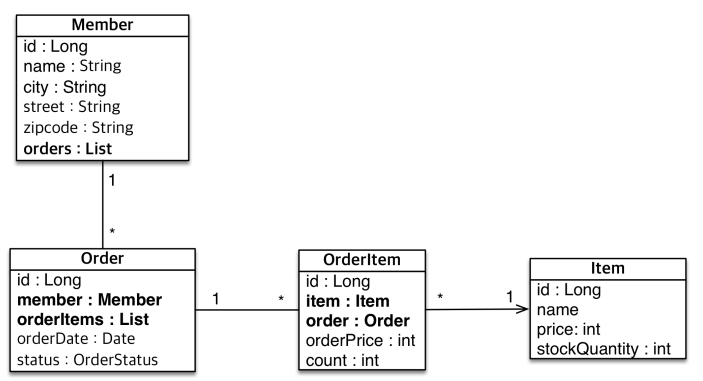 Member
id : Long
name : String
city : String
street : String
zipcode : String
orders : List
1
*
Order
id : Long
member : Member
orderItems : List
orderDate : Date
status : OrderStatus
1
*
OrderItem
id : Long
item : Item
order : Order
orderPrice : int
count : int
*
1
Item
id : Long
name
price: int
stockQuantity : int